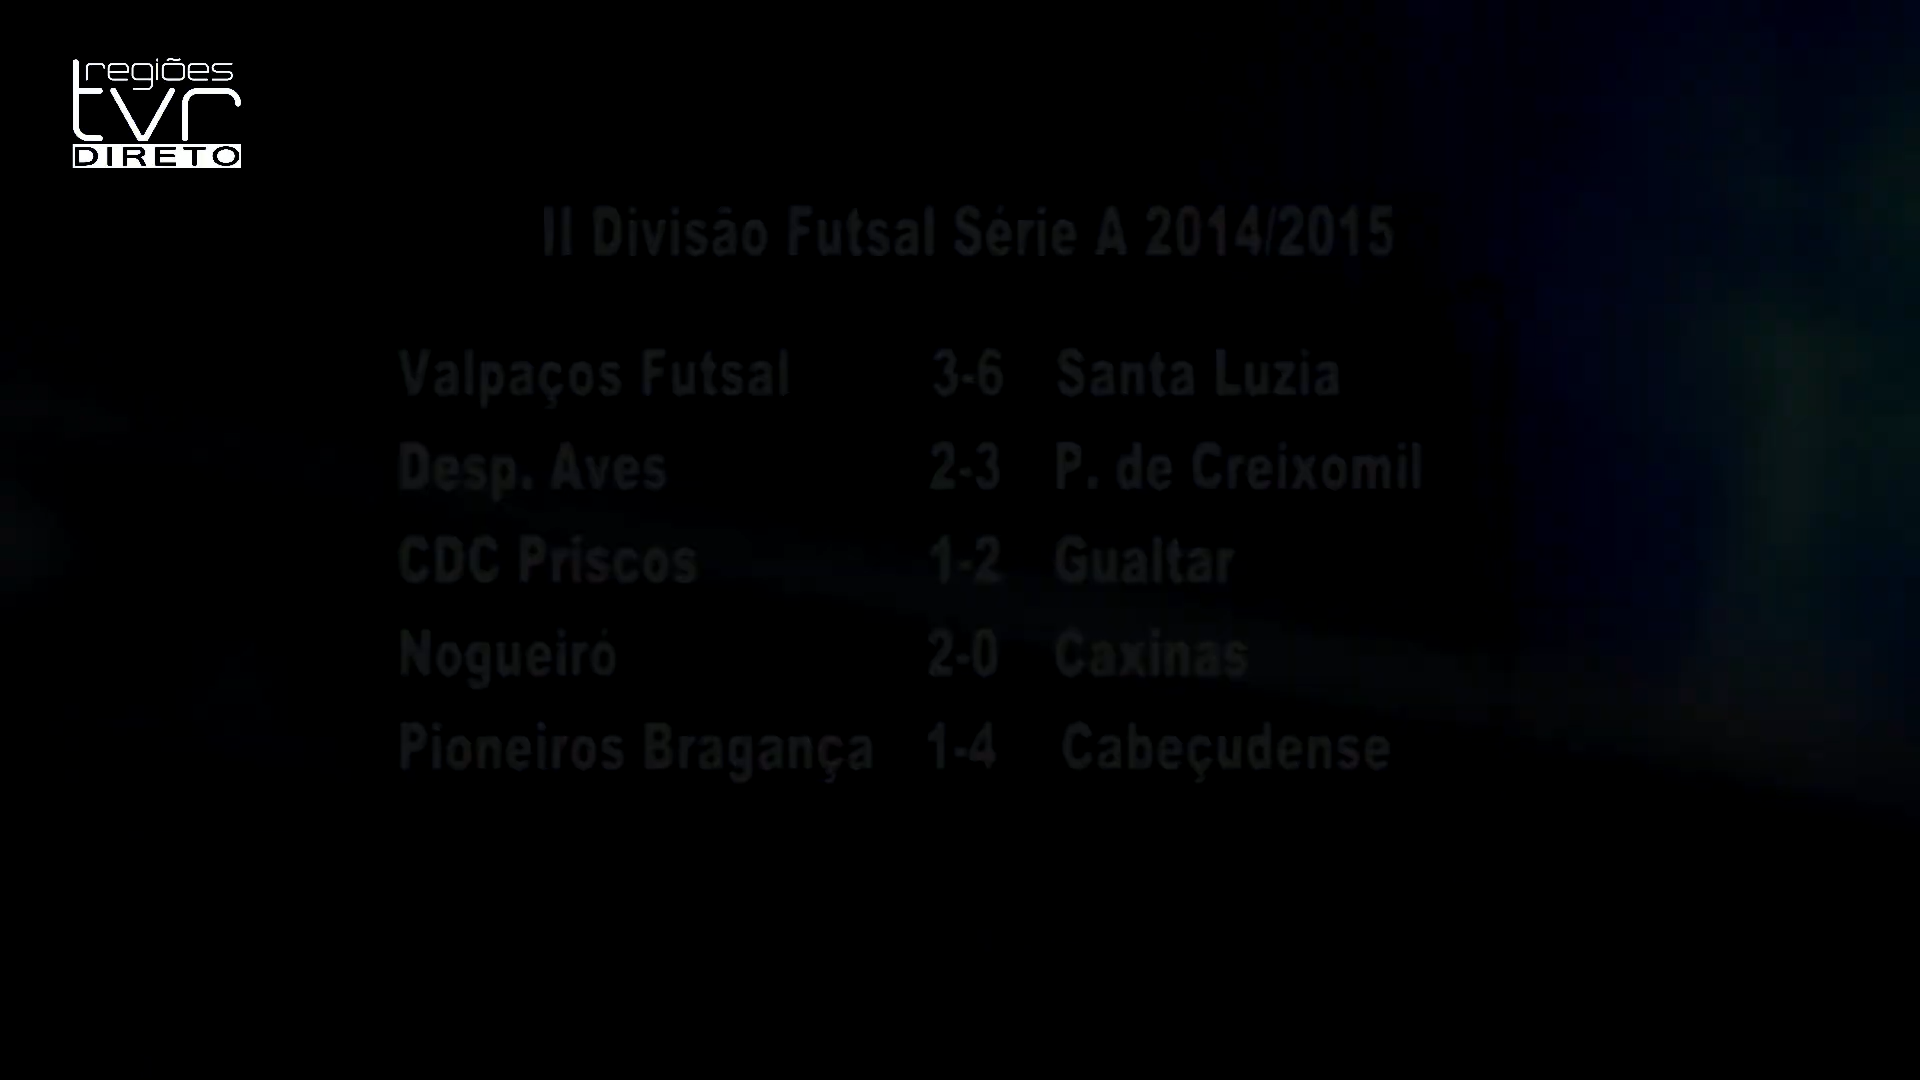 regiões
tvr
DIRETO
II Divisão Futsal Série A 2014/2015
Valpaços Futsal 3-6 Santa Luzia
Desp. Aves 2-3 P. de Creixomil
CDC Priscos 1-2 Gualtar
Nogueiró 2-0 Caxinas
Pioneiros Bragança 1-4 Cabeçudense